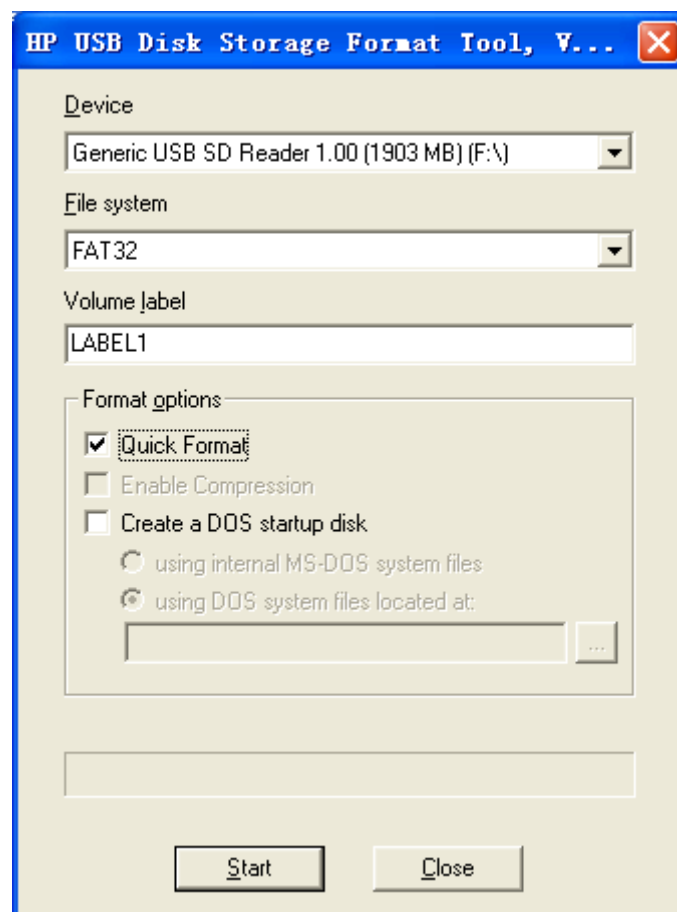 HP USB Disk Storage Format Tool, V...
Device
Generic USB SD Reader 1.00 (1903 MB) (F:\)
File system
FAT32
Volume label
LABEL1
Format options
Quick Format
Enable Compression
Create a DOS startup disk
using internal MS-DOS system files
using DOS system files located at:
...
Start
Close